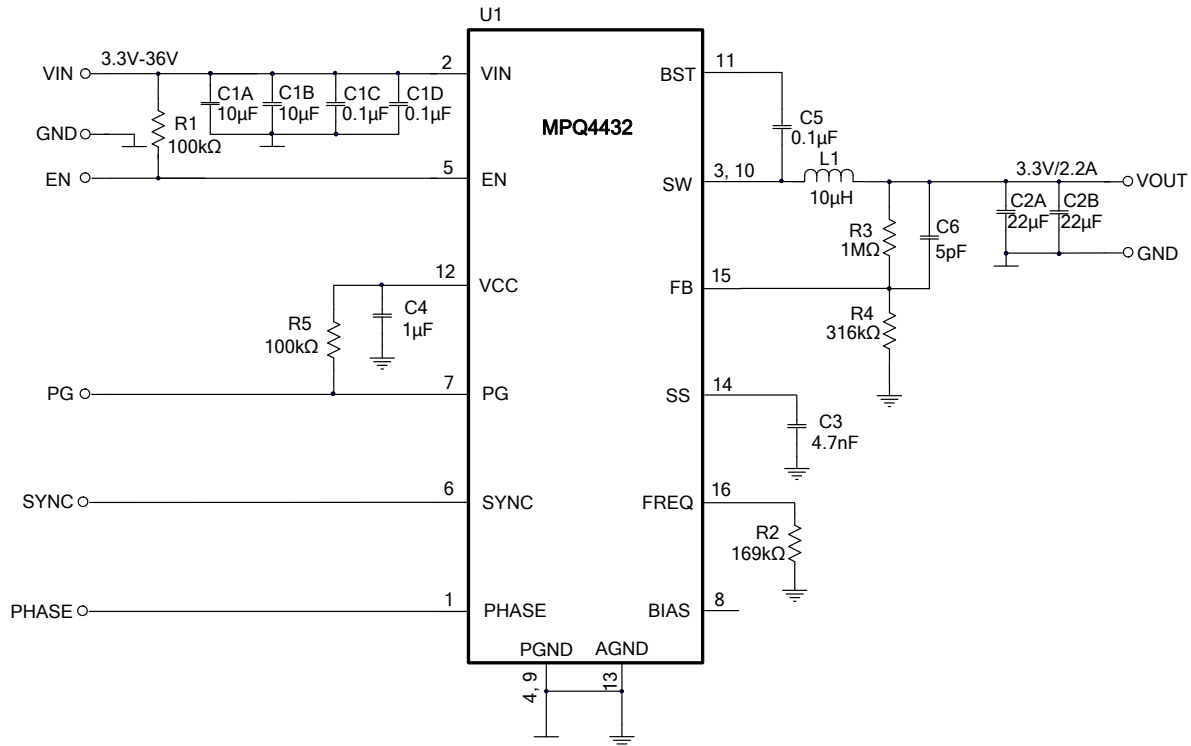 U1
MPQ4432
VIN
3.3V-36V
2
VIN
C1A
10µF
C1B
10µF
C1C
0.1µF
C1D
0.1µF
GND
R1
100kΩ
EN
5
EN
12
VCC
R5
100kΩ
C4
1µF
PG
7
PG
SYNC
6
SYNC
PHASE
1
PHASE
BST
11
C5
0.1µF
SW
3, 10
L1
10µH
3.3V/2.2A
VOUT
C2A
22µF
C2B
22µF
GND
R3
1MΩ
C6
5pF
FB
15
R4
316kΩ
SS
14
C3
4.7nF
FREQ
16
R2
169kΩ
BIAS
8
PGND
AGND
4, 9
13